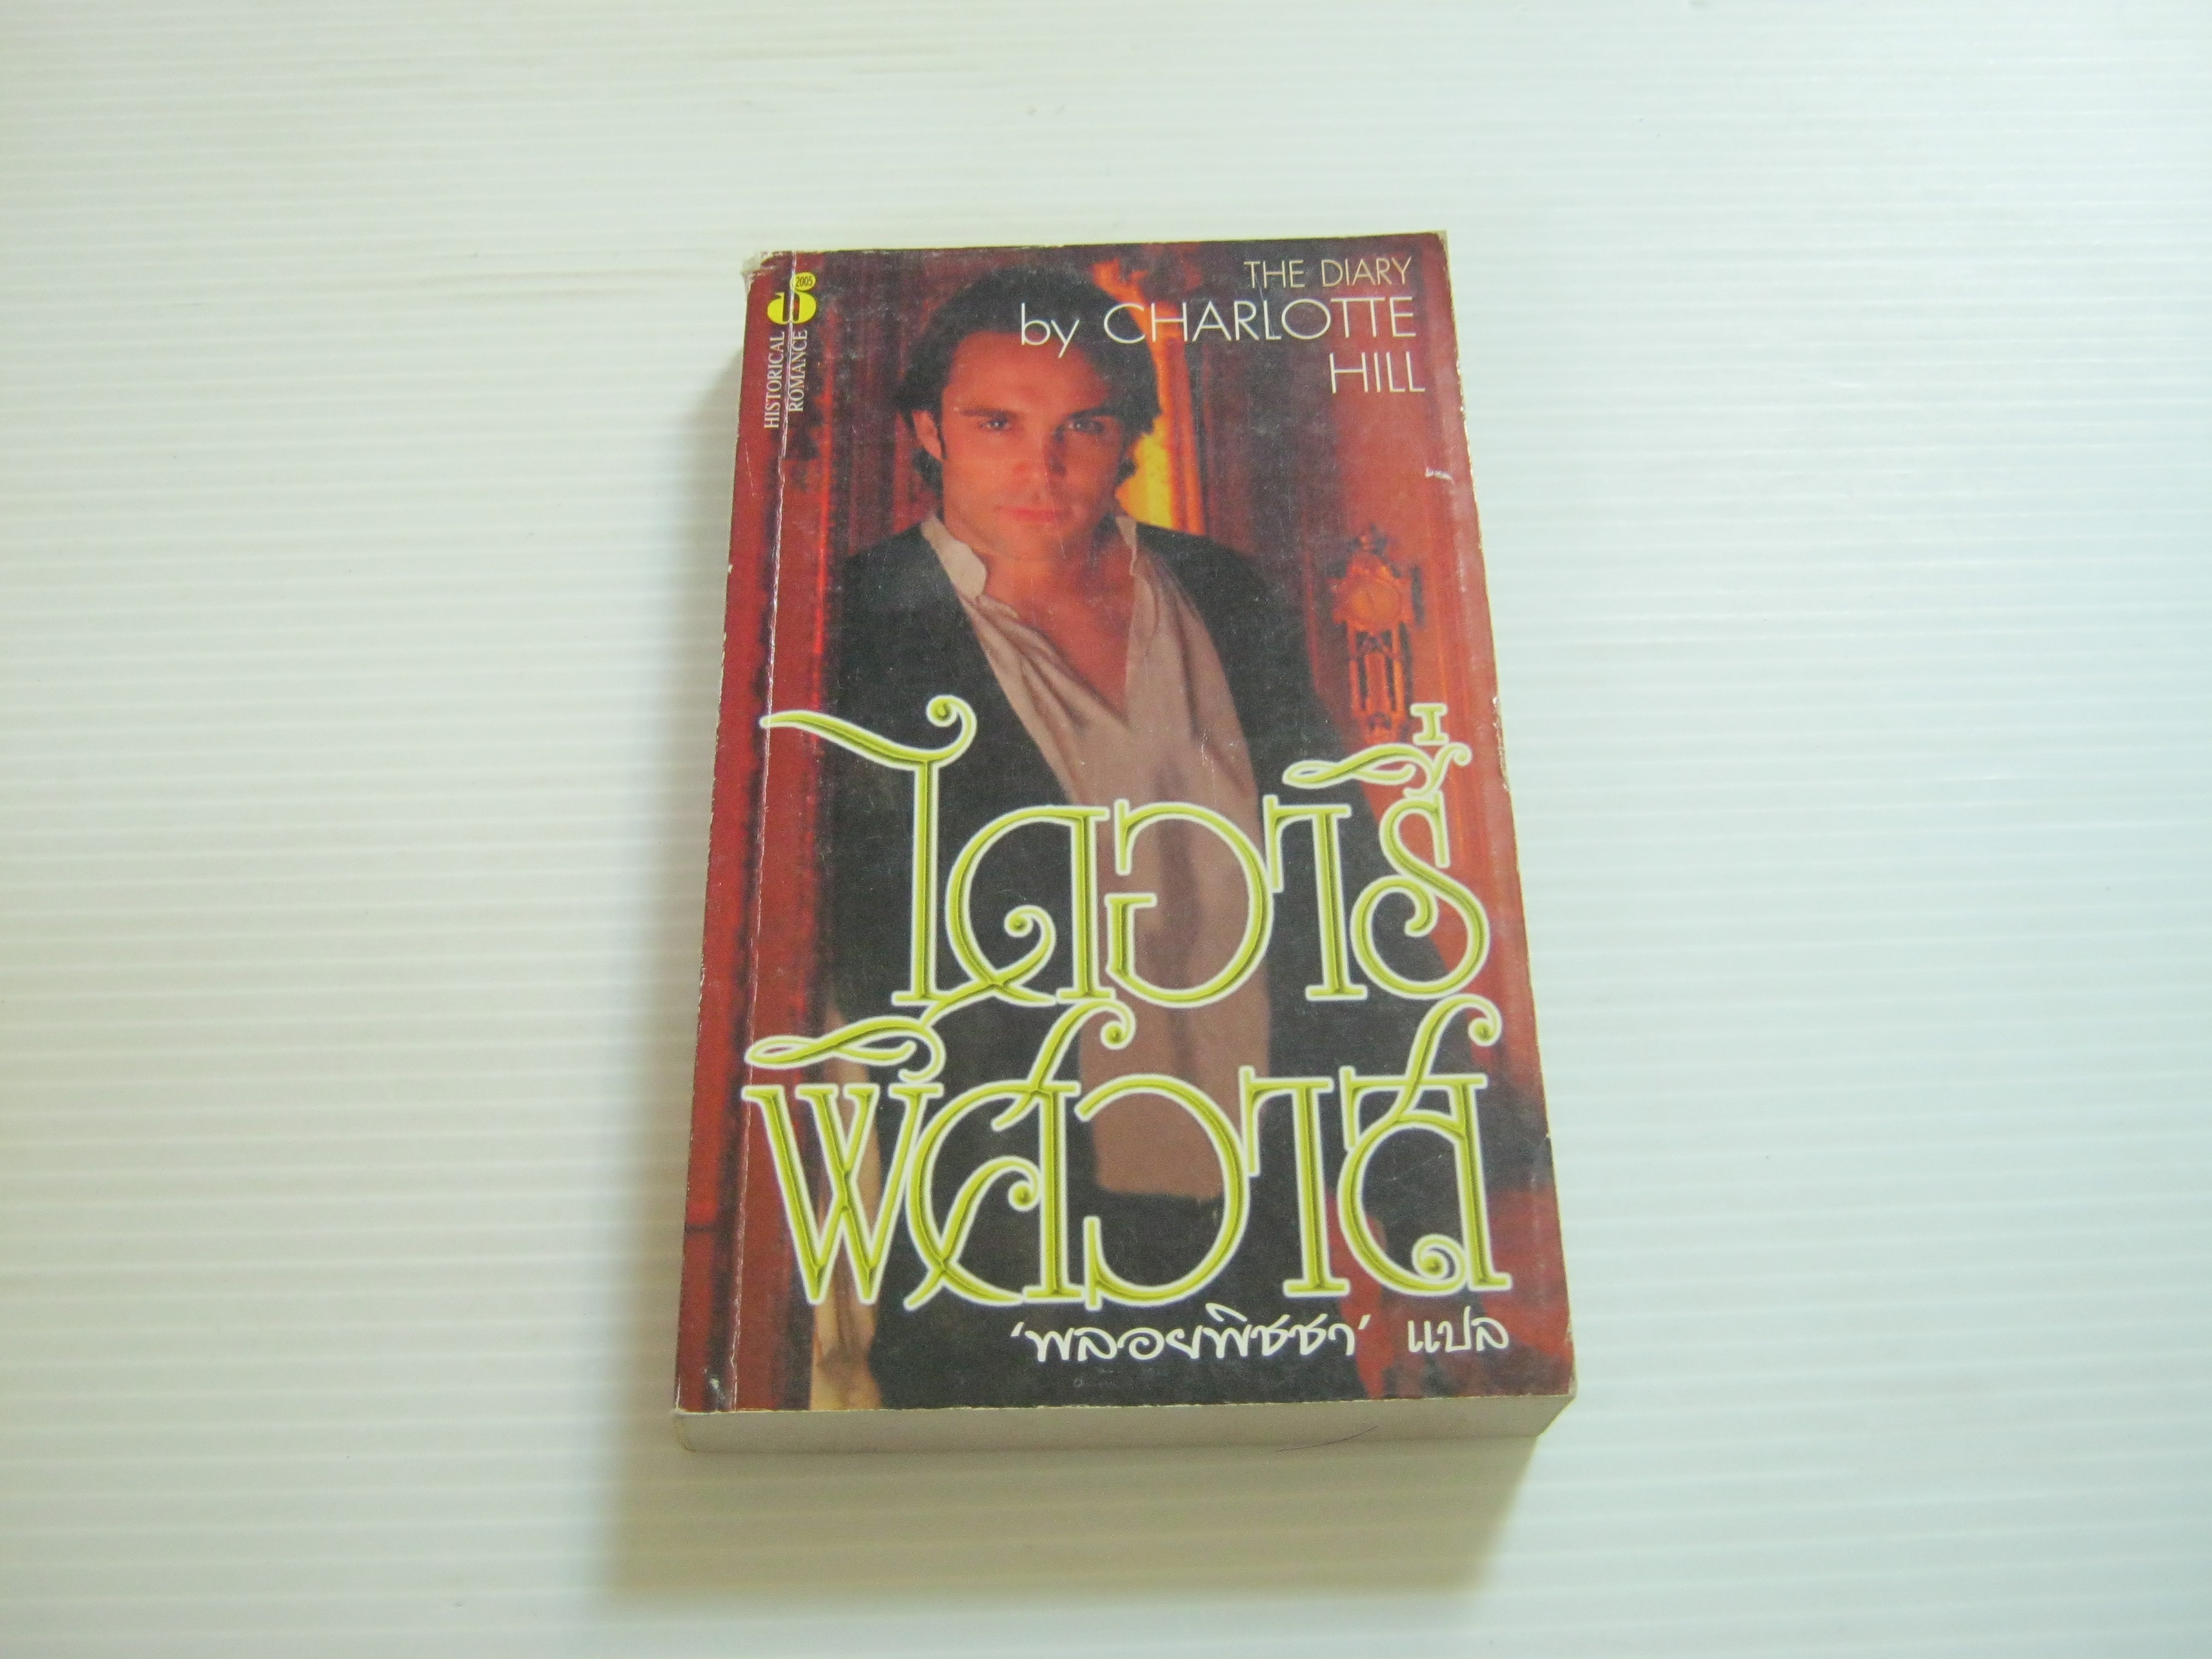 2005
HISTORICAL
ROMANCE
THE DIARY
by CHARLOTTE
HILL
ไดอารี่
พิศวาส
'พลอยพิชชา' แปล